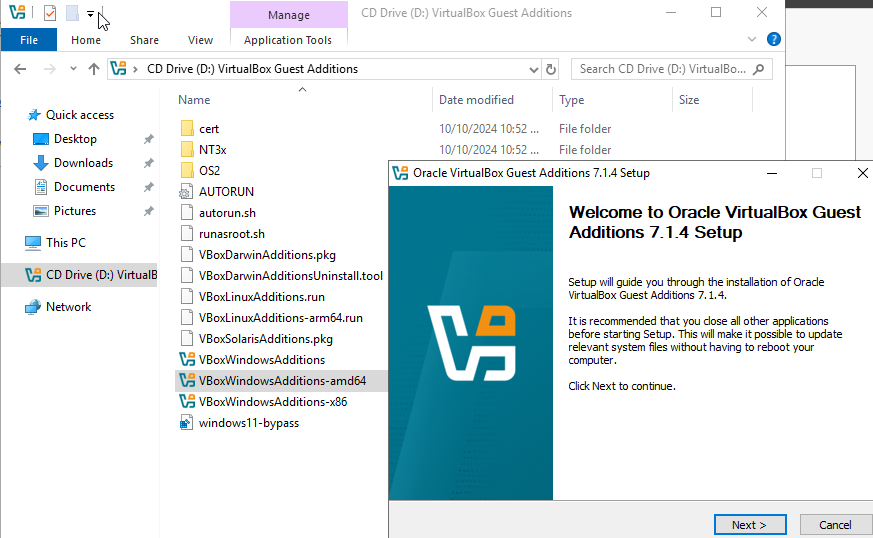 Manage
CD Drive (D:) VirtualBox Guest Additions
File
Home
Share
View
Application Tools
CD Drive (D:) VirtualBox Guest Additions
Search CD Drive (D:) VirtualBo...
Name
Date modified
Type
Size
Quick access
Desktop
Downloads
Documents
Pictures
This PC
CD Drive (D:) VirtualB
Network
cert
10/10/2024 10:52 ...
File folder
NT3x
10/10/2024 10:52 ...
File folder
OS2
AUTORUN
autorun.sh
runasroot.sh
VBoxDarwinAdditions.pkg
VBoxDarwinAdditionsUninstall.tool
VBoxLinuxAdditions.run
VBoxLinuxAdditions-arm64.run
VBoxSolarisAdditions.pkg
VBoxWindowsAdditions
VBoxWindowsAdditions-amd64
VBoxWindowsAdditions-x86
windows11-bypass
Oracle VirtualBox Guest Additions 7.1.4 Setup
Welcome to Oracle VirtualBox Guest
Additions 7.1.4 Setup
Setup will guide you through the installation of Oracle
VirtualBox Guest Additions 7.1.4.
It is recommended that you close all other applications
before starting Setup. This will make it possible to update
relevant system files without having to reboot your
computer.
Click Next to continue.
Next >
Cancel